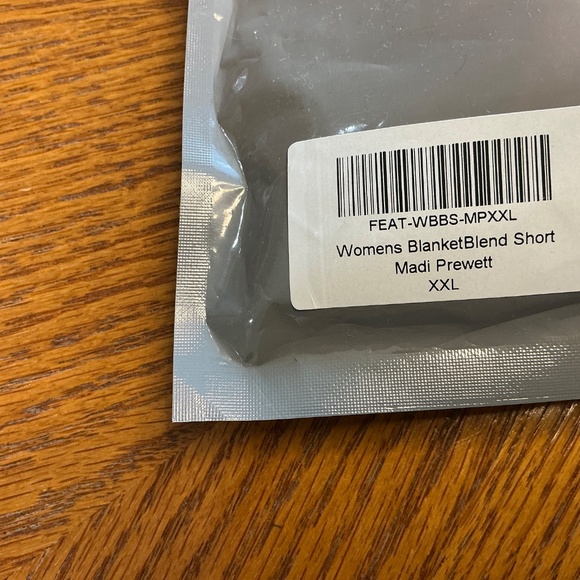 FEAT-WBBS-MPXXL
Womens BlanketBlend Short
Madi Prewett
XXL